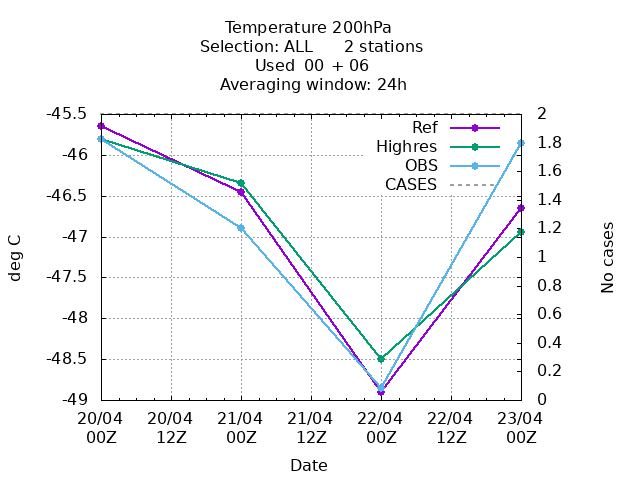 Temperature 200hPa
Selection: ALL      2 stations
Used  00 + 06
Averaging window: 24h
Ref
Highres
OBS
CASES
-45.5
-46
-46.5
-47
-47.5
-48
-48.5
-49
deg C
2
1.8
1.6
1.4
1.2
1
0.8
0.6
0.4
0.2
0
No cases
20/04 20/04 21/04 21/04 22/04 22/04 23/04
00Z 12Z 00Z 12Z 00Z 12Z 00Z
Date